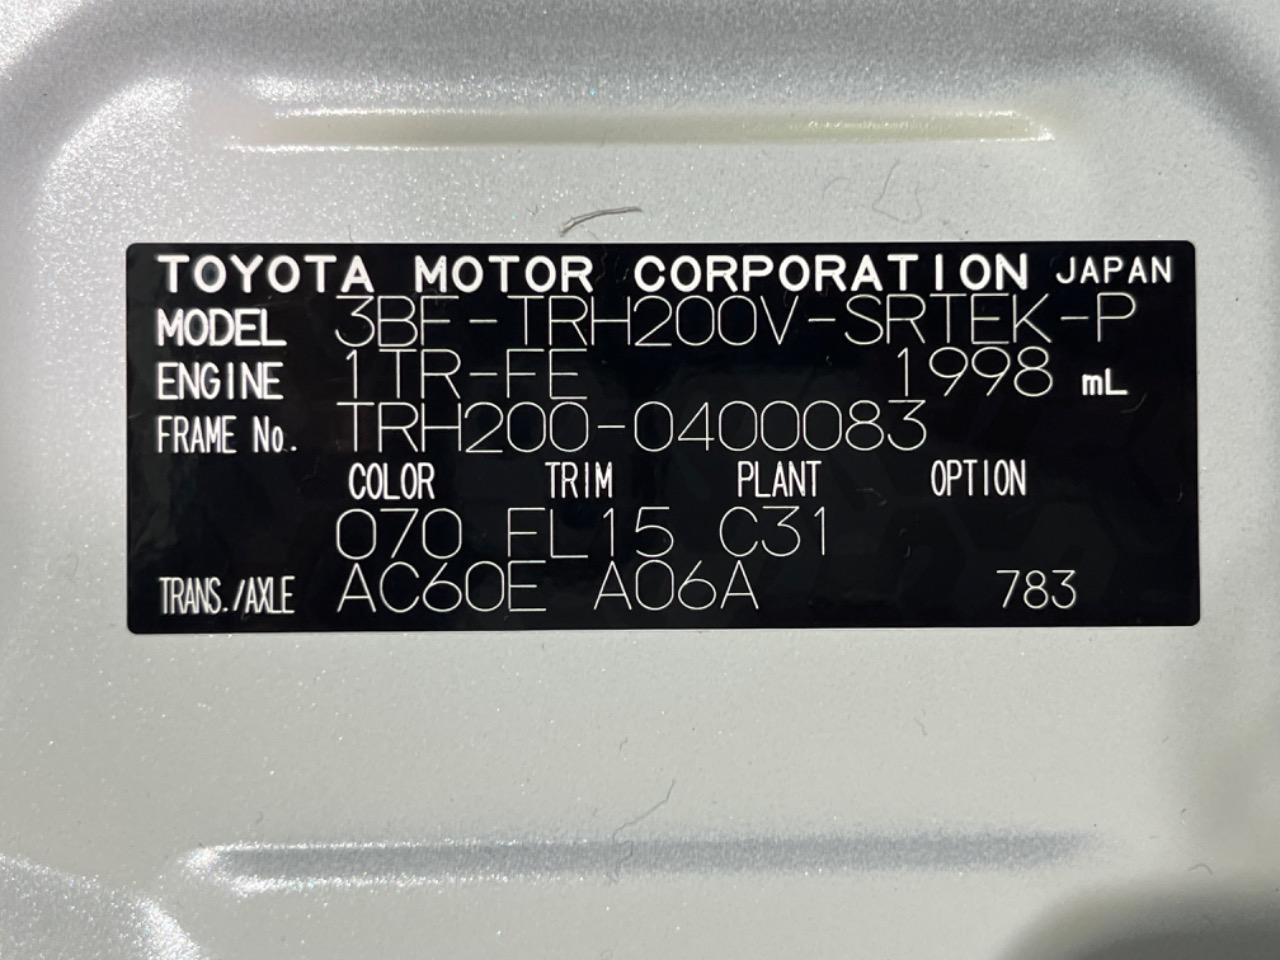 TOYOTA MOTOR CORPORATION JAPAN
MODEL 3BF-TRH200V-SRTEK-P
ENGINE 1TR-FE 1998 mL
FRAME No. TRH200-0400083
COLOR TRIM PLANT OPTION
070 FL15 C31
TRANS./AXLE AC60E A06A 783